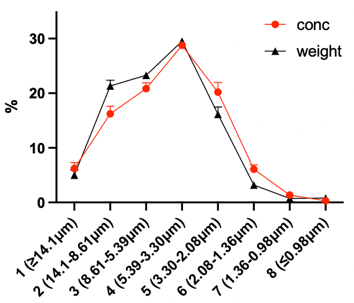 conc
weight
%
30
20
10
0
1 (≥14.1μm)
2 (14.1-8.61μm)
3 (8.61-5.39μm)
4 (5.39-3.30μm)
5 (3.30-2.08μm)
6 (2.08-1.36μm)
7 (1.36-0.98μm)
8 (≤0.98μm)